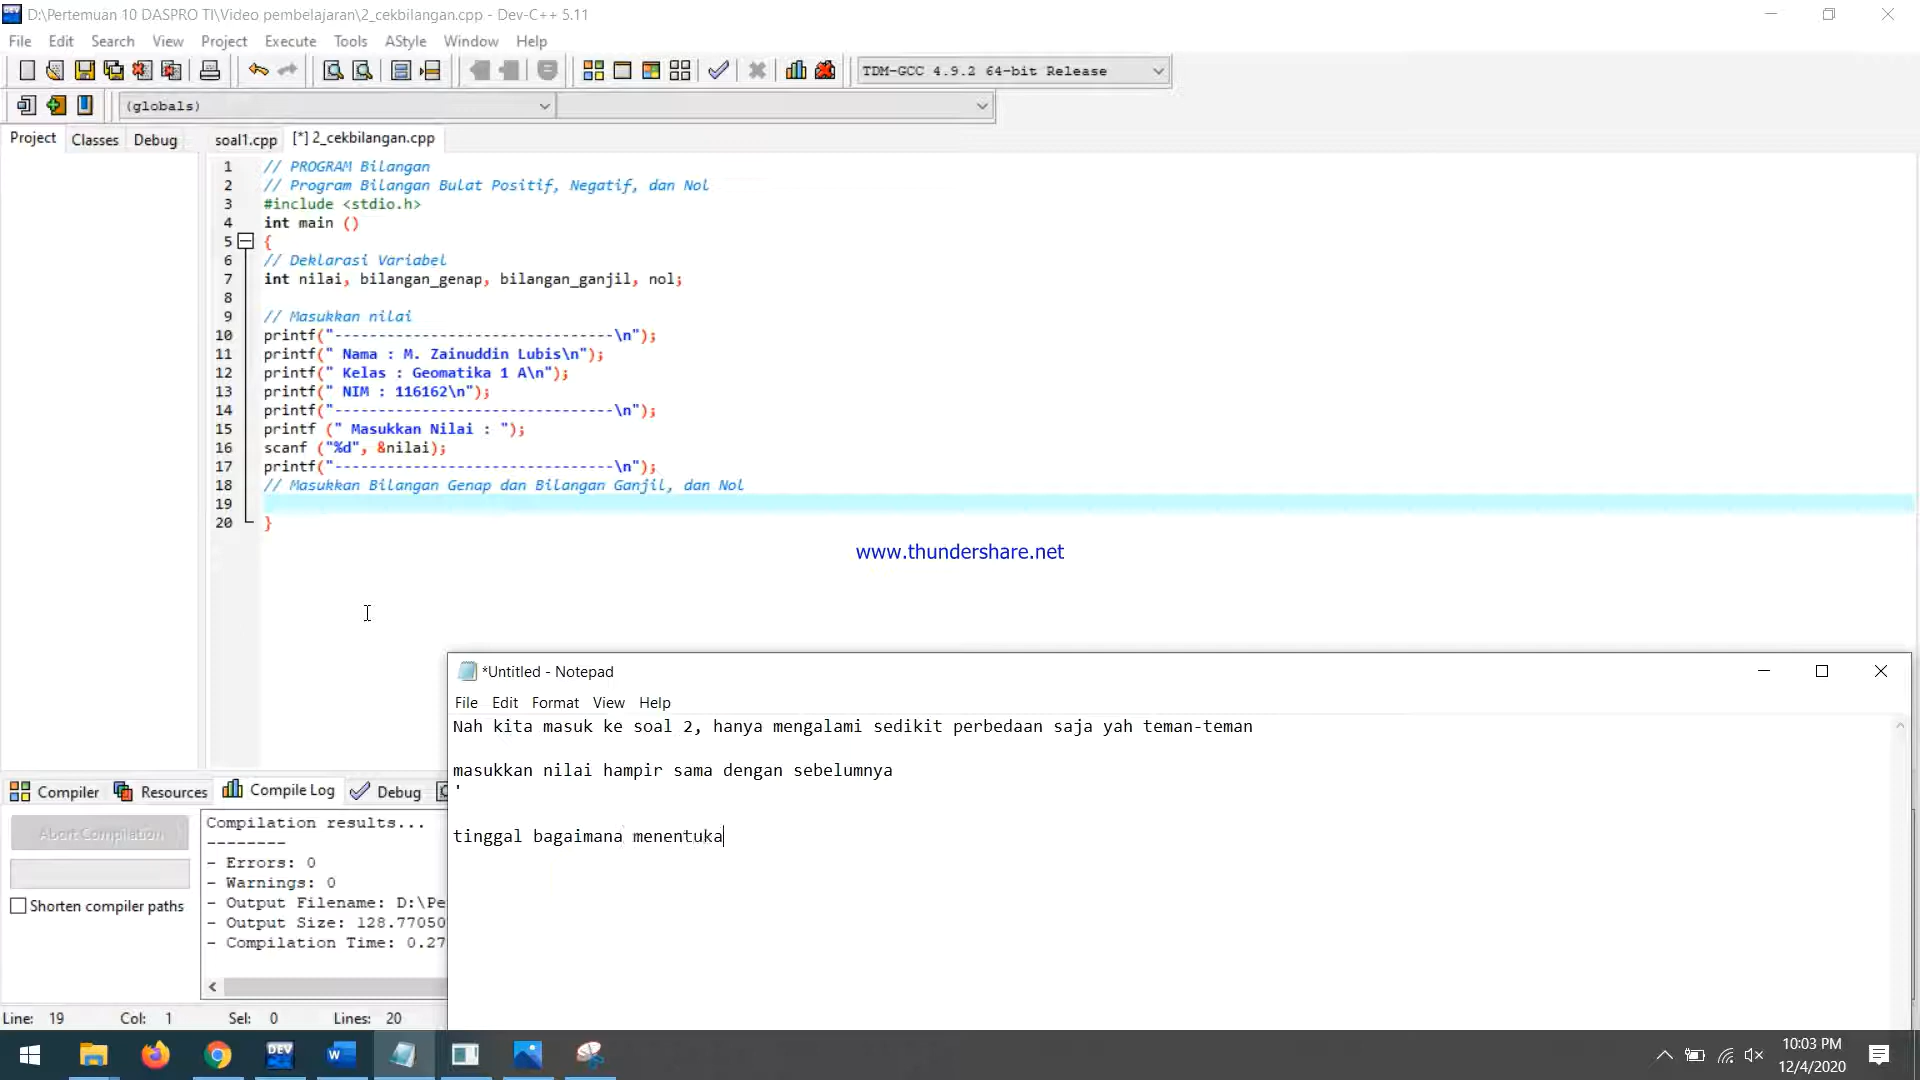 D:\Pertemuan 10 DASPRO TI\Video pembelajaran\2_cekbilangan.cpp - Dev-C++ 5.11
File Edit Search View Project Execute Tools AStyle Window Help
TDM-GCC 4.9.2 64-bit Release
(globals)
Project Classes Debug soal1.cpp [*] 2_cekbilangan.cpp
1 // PROGRAM Bilangan
2 // Program Bilangan Bulat Positif, Negatif, dan Nol
3 #include <stdio.h>
4 int main ()
5 {
6 // Deklarasi Variabel
7 int nilai, bilangan_genap, bilangan_ganjil, nol;
8
9 // Masukkan nilai
10 printf("--------------------------------\n");
11 printf(" Nama : M. Zainuddin Lubis\n");
12 printf(" Kelas : Geomatika 1 A\n");
13 printf(" NIM : 116162\n");
14 printf("--------------------------------\n");
15 printf (" Masukkan Nilai : ");
16 scanf ("%d", &nilai);
17 printf("--------------------------------\n");
18 // Masukkan Bilangan Genap dan Bilangan Ganjil, dan Nol
19
20 }
www.thundershare.net
*Untitled - Notepad
File Edit Format View Help
Nah kita masuk ke soal 2, hanya mengalami sedikit perbedaan saja yah teman-teman
masukkan nilai hampir sama dengan sebelumnya
'
tinggal bagaimana menentuka
Compiler Resources Compile Log Debug
Abort Compilation
Shorten compiler paths
Compilation results...
--------
- Errors: 0
- Warnings: 0
- Output Filename: D:\Pe
- Output Size: 128.77050
- Compilation Time: 0.27
Line: 19 Col: 1 Sel: 0 Lines: 20
DEV
W
10:03 PM
12/4/2020